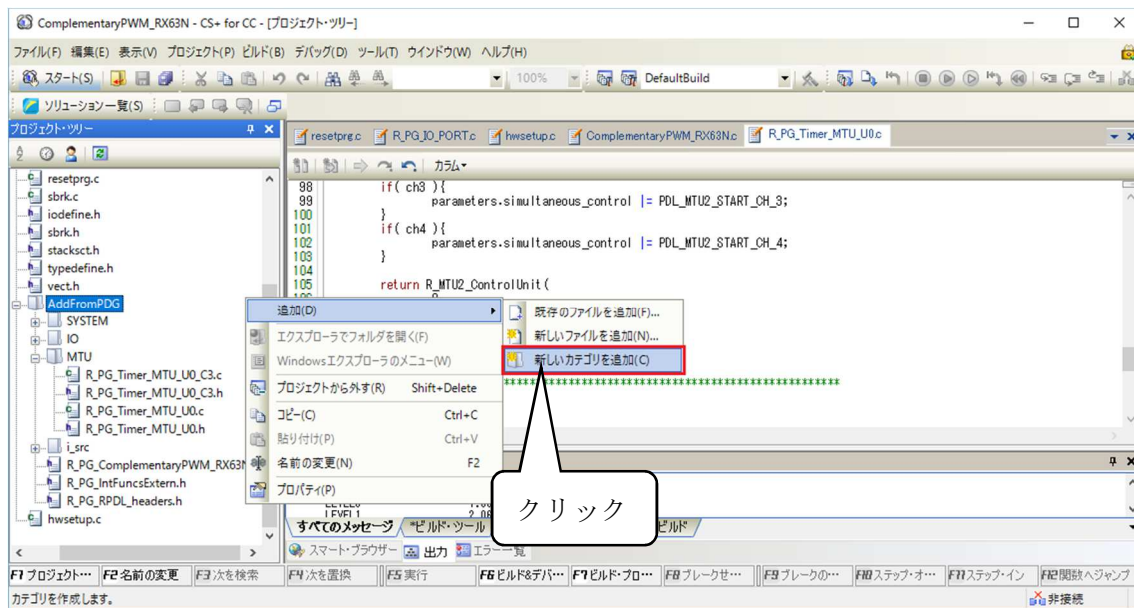 ComplementaryPWM_RX63N - CS+ for CC - [プロジェクト・ツリー]
ファイル(F) 編集(E) 表示(V) プロジェクト(P) ビルド(B) デバッグ(D) ツール(T) ウインドウ(W) ヘルプ(H)
スタート(S) 100% DefaultBuild
ソリューション一覧(S)
プロジェクト・ツリー
resetprg.c R_PG_IO_PORT.c hwsetup.c ComplementaryPWM_RX63N.c R_PG_Timer_MTU_U0.c
カラム
resetprg.c
sbrk.c
iodefine.h
sbrk.h
stacksct.h
typedefine.h
vect.h
AddFromPDG
SYSTEM
IO
MTU
R_PG_Timer_MTU_U0_C3.c
R_PG_Timer_MTU_U0_C3.h
R_PG_Timer_MTU_U0.c
R_PG_Timer_MTU_U0.h
i_src
R_PG_ComplementaryPWM_RX63N
R_PG_IntFuncsExtern.h
R_PG_RPDL_headers.h
hwsetup.c
98 if( ch3 ){
99 parameters.simultaneous_control |= PDL_MTU2_START_CH_3;
100 }
101 if( ch4 ){
102 parameters.simultaneous_control |= PDL_MTU2_START_CH_4;
103 }
104
105 return R_MTU2_ControlUnit(
追加(D)
エクスプローラでフォルダを開く(F)
Windowsエクスプローラのメニュー(W)
プロジェクトから外す(R) Shift+Delete
コピー(C) Ctrl+C
貼り付け(P) Ctrl+V
名前の変更(N) F2
プロパティ(P)
既存のファイルを追加(F)...
新しいファイルを追加(N)...
新しいカテゴリを追加(C)
****************************************************
クリック
LEVEL1
すべてのメッセージ *ビルド・ツール ビルド
スマート・ブラウザー 出力 エラー一覧
F1 プロジェクト… F2 名前の変更 F3 次を検索 F4 次を置換 F5 実行 F6 ビルド&デバ… F7 ビルド・プロ… F8 ブレークせ… F9 ブレークの… F10 ステップ・オ… F11 ステップ・イン F12 関数へジャンプ
カテゴリを作成します。 非接続